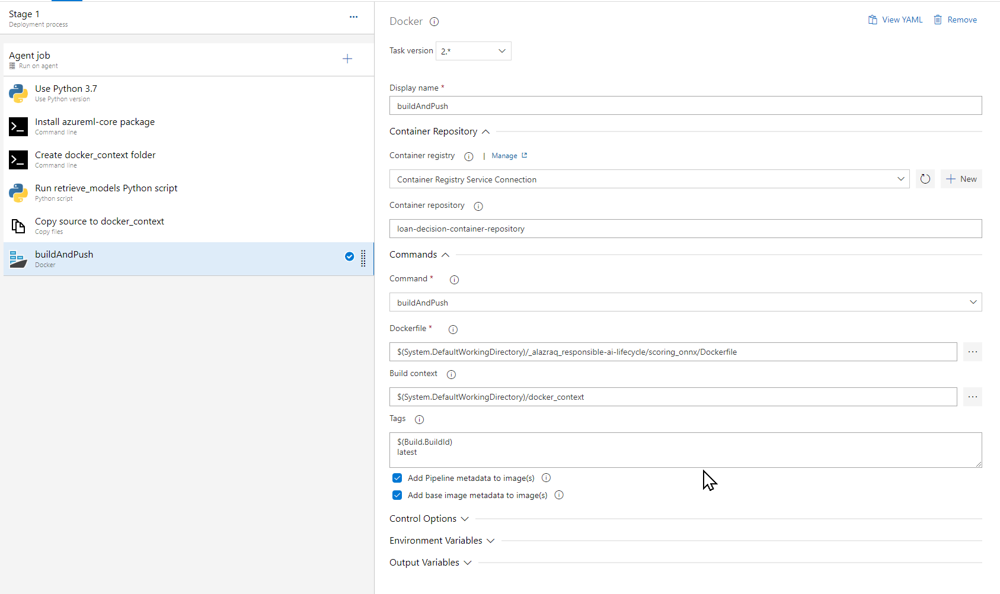 Stage 1
Deployment process
Agent job
Run on agent
Use Python 3.7
Use Python version
Install azureml-core package
Command line
Create docker_context folder
Command line
Run retrieve_models Python script
Python script
Copy source to docker_context
Copy files
buildAndPush
Docker
Docker
View YAML
Remove
Task version 2.*
Display name *
buildAndPush
Container Repository
Container registry | Manage
Container Registry Service Connection
New
Container repository
loan-decision-container-repository
Commands
Command *
buildAndPush
Dockerfile *
$(System.DefaultWorkingDirectory)/_alazraq_responsible-ai-lifecycle/scoring_onnx/Dockerfile
Build context
$(System.DefaultWorkingDirectory)/docker_context
Tags
$(Build.BuildId)
latest
Add Pipeline metadata to image(s)
Add base image metadata to image(s)
Control Options
Environment Variables
Output Variables